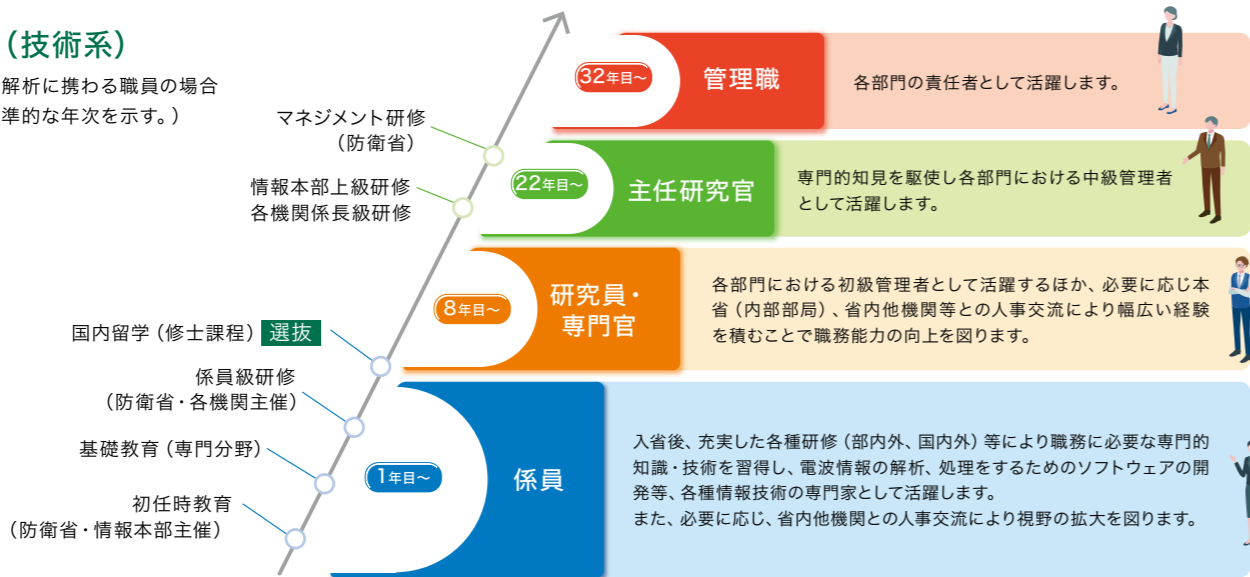 （技術系）
解析に携わる職員の場合
準的な年次を示す。）
32年目～
管理職
各部門の責任者として活躍します。
マネジメント研修
（防衛省）
情報本部上級研修
各機関係長級研修
22年目～
主任研究官
専門的知見を駆使し各部門における中級管理者
として活躍します。
8年目～
研究員・
専門官
各部門における初級管理者として活躍するほか、必要に応じ本
省（内部部局）、省内他機関等との人事交流により幅広い経験
を積むことで職務能力の向上を図ります。
国内留学（修士課程） 選抜
係員級研修
（防衛省・各機関主催）
基礎教育（専門分野）
初任時教育
（防衛省・情報本部主催）
1年目～
係員
入省後、充実した各種研修（部内外、国内外）等により職務に必要な専門的
知識・技術を習得し、電波情報の解析、処理をするためのソフトウェアの開
発等、各種情報技術の専門家として活躍します。
また、必要に応じ、省内他機関との人事交流により視野の拡大を図ります。